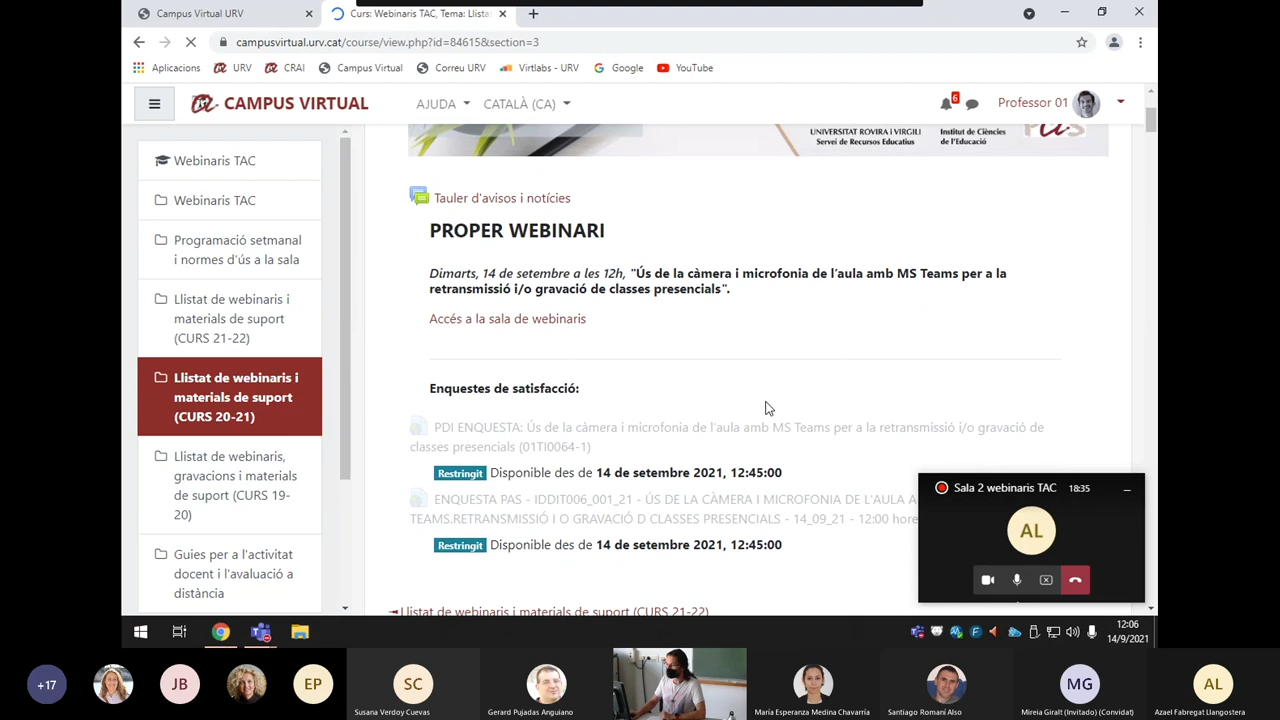 Campus Virtual URV
Curs: Webinaris TAC, Tema: Llista
campusvirtual.urv.cat/course/view.php?id=84615&section=3
Aplicacions
URV
CRAI
Campus Virtual
Correu URV
Virtlabs - URV
Google
YouTube
CAMPUS VIRTUAL
AJUDA
CATALÀ (CA)
6
Professor 01
UNIVERSITAT ROVIRA i VIRGILI
Servei de Recursos Educatius
Institut de Ciències
de l'Educació
Webinaris TAC
Webinaris TAC
Programació setmanal
i normes d'ús a la sala
Llistat de webinaris i
materials de suport
(CURS 21-22)
Llistat de webinaris i
materials de suport
(CURS 20-21)
Llistat de webinaris,
gravacions i materials
de suport (CURS 19-
20)
Guies per a l'activitat
docent i l'avaluació a
distància
Tauler d'avisos i notícies
PROPER WEBINARI
Dimarts, 14 de setembre a les 12h, "Ús de la càmera i microfonia de l'aula amb MS Teams per a la
retransmissió i/o gravació de classes presencials".
Accés a la sala de webinaris
Enquestes de satisfacció:
PDI ENQUESTA: Ús de la càmera i microfonia de l'aula amb MS Teams per a la retransmissió i/o gravació de
classes presencials (01TI0064-1)
Restringit Disponible des de 14 de setembre 2021, 12:45:00
ENQUESTA PAS - IDDIT006_001_21 - ÚS DE LA CÀMERA I MICROFONIA DE L'AULA A
TEAMS.RETRANSMISSIÓ I O GRAVACIÓ D CLASSES PRESENCIALS - 14_09_21 - 12:00 hore
Restringit Disponible des de 14 de setembre 2021, 12:45:00
Llistat de webinaris i materials de suport (CURS 21-22)
Sala 2 webinaris TAC
18:35
AL
12:06
14/9/2021
+17
JB
EP
SC
MG
AL
Susana Verdoy Cuevas
Gerard Pujadas Anguiano
María Esperanza Medina Chavarría
Santiago Romaní Also
Mireia Giralt (Invitado) (Convidat)
Azael Fabregat Llangostera